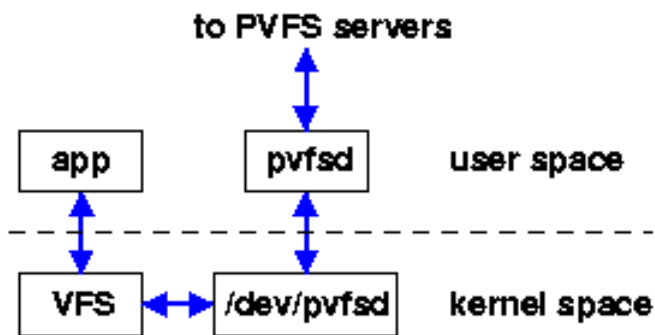 to PVFS servers
app pvfsd user space
VFS /dev/pvfsd kernel space